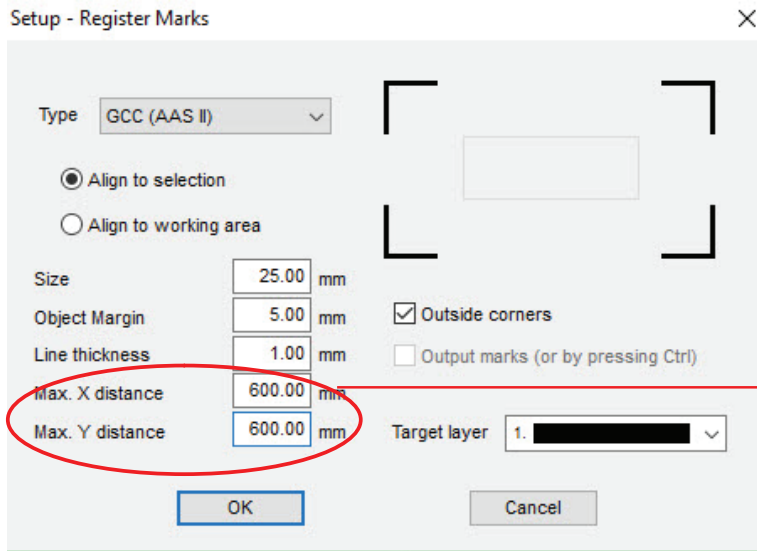 Setup - Register Marks
Type GCC (AAS II)
Align to selection
Align to working area
Size 25.00 mm
Object Margin 5.00 mm
Outside corners
Line thickness 1.00 mm
Output marks (or by pressing Ctrl)
Max. X distance 600.00 mm
Max. Y distance 600.00 mm
Target layer 1.
OK Cancel